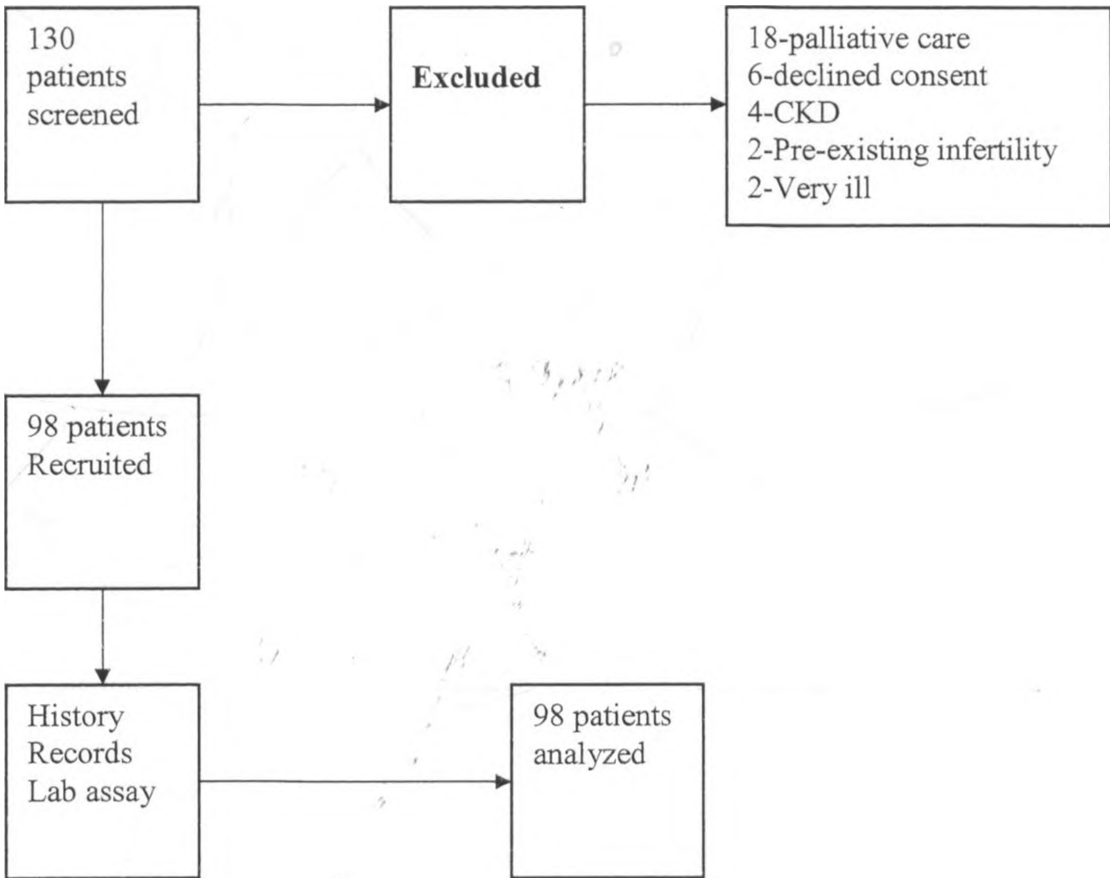 130
patients
screened
Excluded
18-palliative care
6-declined consent
4-CKD
2-Pre-existing infertility
2-Very ill
98 patients
Recruited
History
Records
Lab assay
98 patients
analyzed